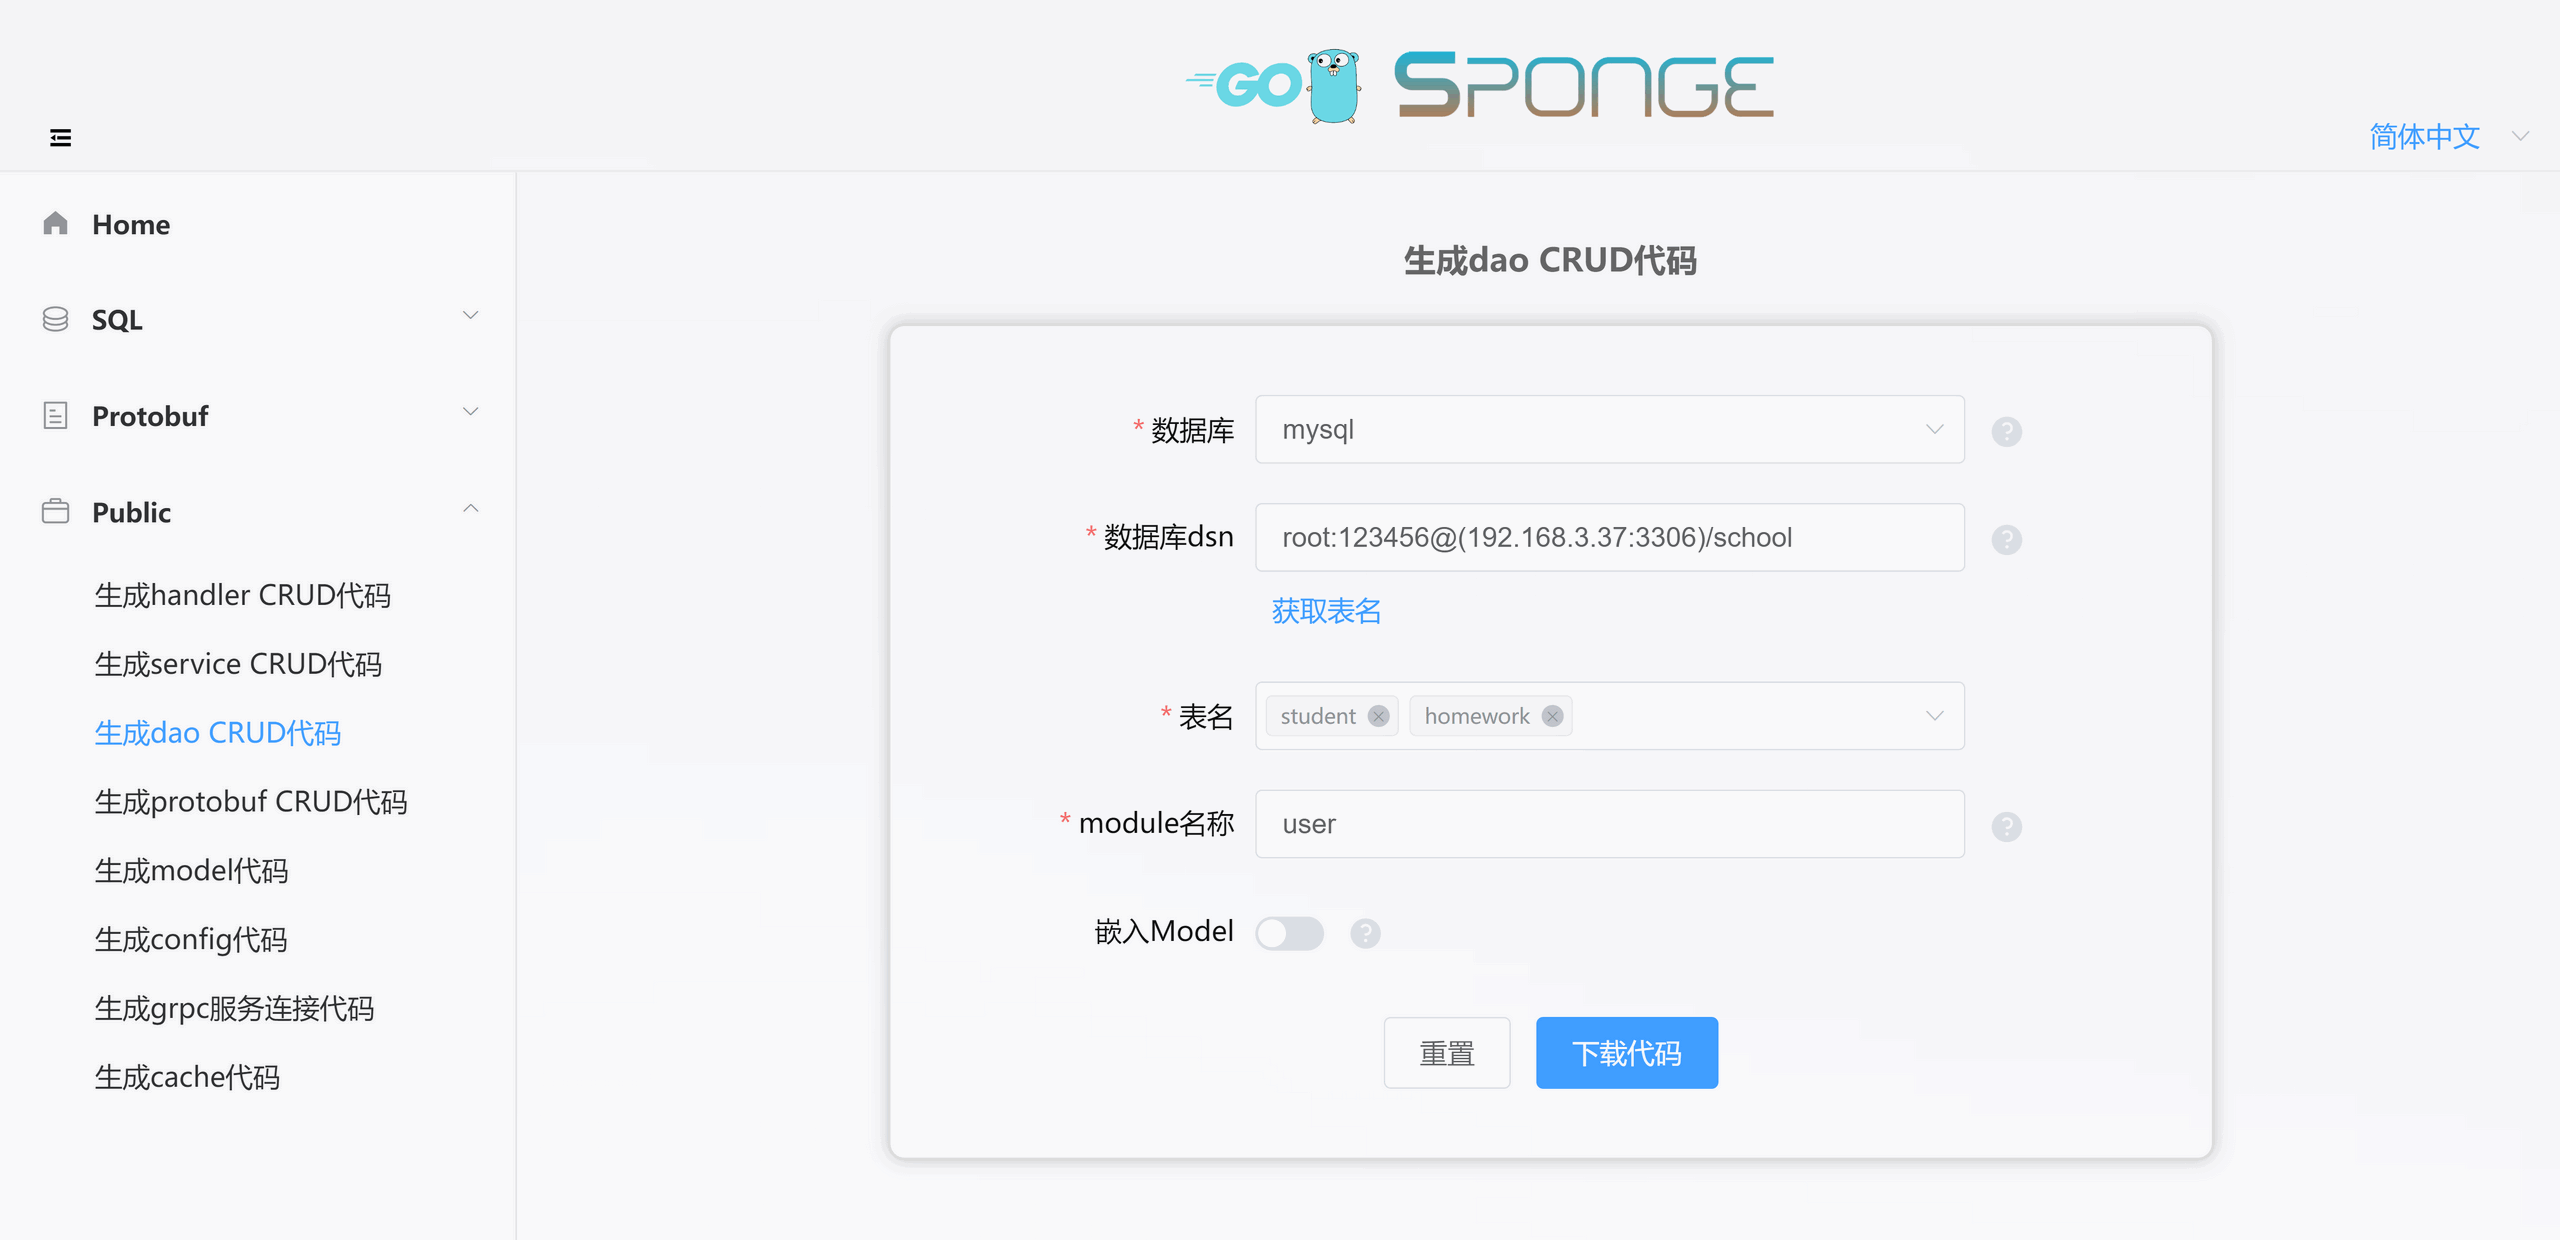 GO SPONGE
简体中文
Home
SQL
Protobuf
Public
生成handler CRUD代码
生成service CRUD代码
生成dao CRUD代码
生成protobuf CRUD代码
生成model代码
生成config代码
生成grpc服务连接代码
生成cache代码
生成dao CRUD代码
* 数据库 mysql ?
* 数据库dsn root:123456@(192.168.3.37:3306)/school ?
获取表名
* 表名 student homework
* module名称 user ?
嵌入Model ?
重置 下载代码